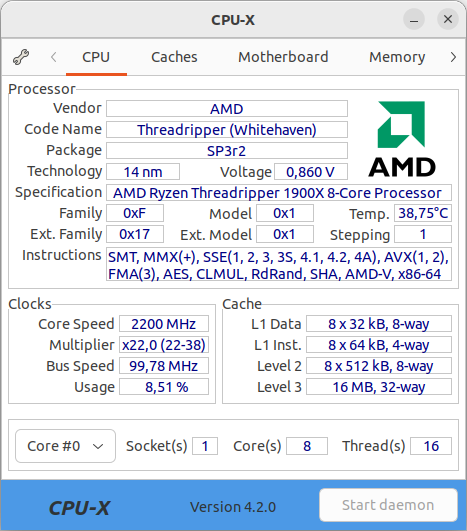 CPU-X
CPU Caches Motherboard Memory
Processor
Vendor AMD
Code Name Threadripper (Whitehaven)
Package SP3r2
Technology 14 nm Voltage 0,860 V
AMD
Specification AMD Ryzen Threadripper 1900X 8-Core Processor
Family 0xF Model 0x1 Temp. 38,75°C
Ext. Family 0x17 Ext. Model 0x1 Stepping 1
Instructions SMT, MMX(+), SSE(1, 2, 3, 3S, 4.1, 4.2, 4A), AVX(1, 2),
FMA(3), AES, CLMUL, RdRand, SHA, AMD-V, x86-64
Clocks
Core Speed 2200 MHz
Multiplier x22,0 (22-38)
Bus Speed 99,78 MHz
Usage 8,51 %
Cache
L1 Data 8 x 32 kB, 8-way
L1 Inst. 8 x 64 kB, 4-way
Level 2 8 x 512 kB, 8-way
Level 3 16 MB, 32-way
Core #0 Socket(s) 1 Core(s) 8 Thread(s) 16
CPU-X Version 4.2.0 Start daemon